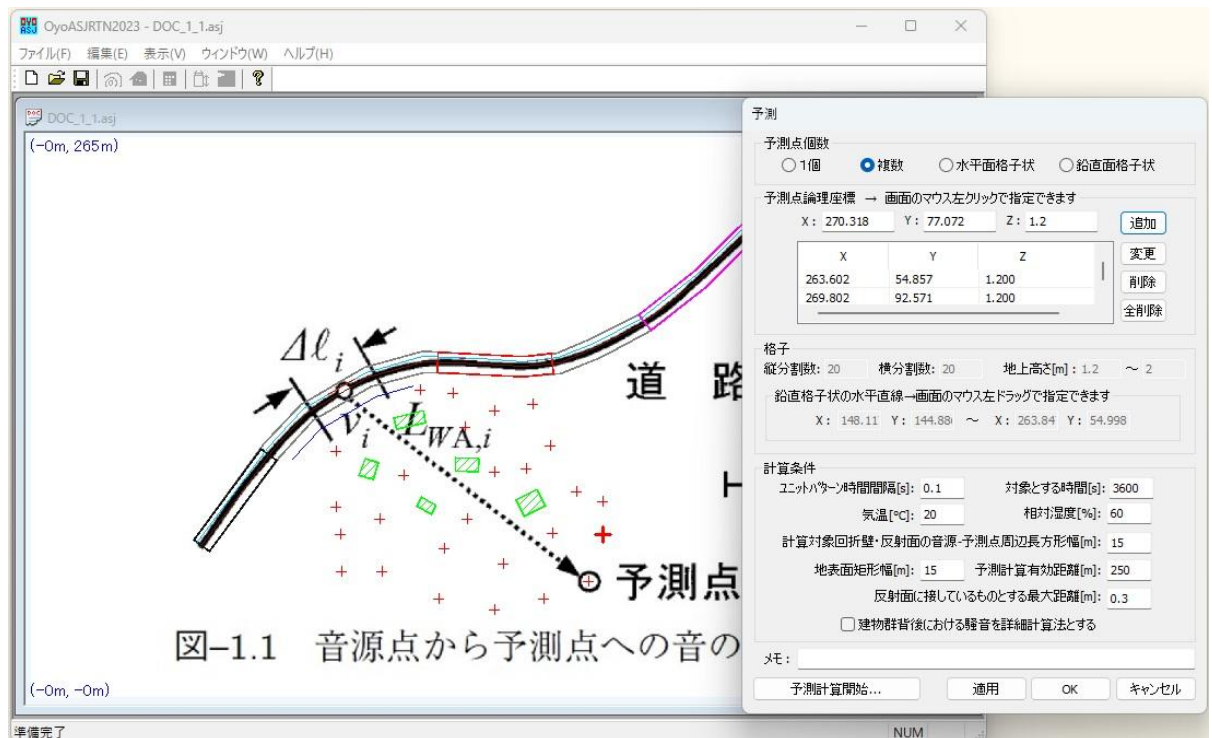 OyoASJRTN2023 - DOC_1_1.asj
ファイル(F) 編集(E) 表示(V) ウィンドウ(W) ヘルプ(H)
DOC_1_1.asj
(-0m, 265m)
Δℓi
vi
LWA,i
道 路
予測点
図-1.1 音源点から予測点への音の
(-0m, -0m)
準備完了
NUM
予測
予測点個数
1個 複数 水平面格子状 鉛直面格子状
予測点論理座標 → 画面のマウス左クリックで指定できます
X: 270.318 Y: 77.072 Z: 1.2 追加
X Y Z 変更
263.602 54.857 1.200 削除
269.802 92.571 1.200
全削除
格子
縦分割数: 20 横分割数: 20 地上高さ[m]: 1.2 ～ 2
鉛直格子状の水平直線→画面のマウス左ドラッグで指定できます
X: 148.11 Y: 144.88 ～ X: 263.84 Y: 54.998
計算条件
ユニットパターン時間間隔[s]: 0.1 対象とする時間[s]: 3600
気温[℃]: 20 相対湿度[%]: 60
計算対象回折壁・反射面の音源-予測点周辺長方形幅[m]: 15
地表面矩形幅[m]: 15 予測計算有効距離[m]: 250
反射面に接しているものとする最大距離[m]: 0.3
建物群背後における騒音を詳細計算法とする
メモ:
予測計算開始... 適用 OK キャンセル